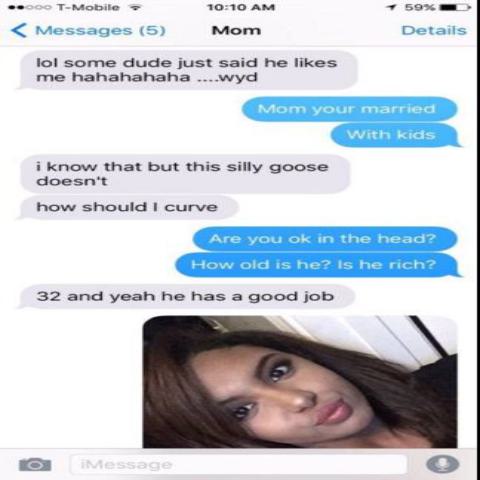 T-Mobile 10:10 AM 59%
Messages (5) Mom Details
lol some dude just said he likes
me hahahahaha ....wyd
Mom your married
With kids
i know that but this silly goose
doesn't
how should I curve
Are you ok in the head?
How old is he? Is he rich?
32 and yeah he has a good job
iMessage